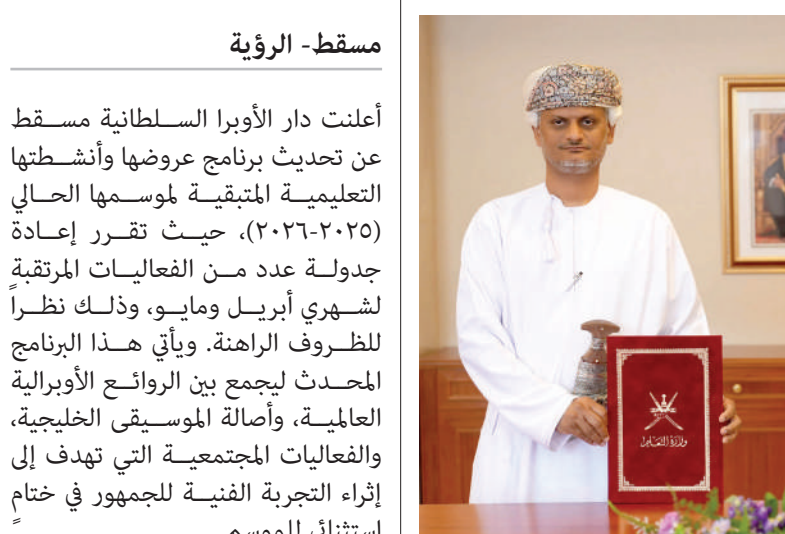 مسقط- الرؤية
أعلنت دار الأوبرا السلطانية مسقط
عن تحديث برنامج عروضها وأنشطتها
التعليمية المتبقية لموسمها الحالي
(٢٠٢٥-٢٠٢٦)، حيث تقرر إعادة
جدولة عدد من الفعاليات المرتقبة
لشهري أبريل ومايو، وذلك نظراً
للظروف الراهنة. ويأتي هذا البرنامج
المحدث ليجمع بين الروائع الأوبرالية
العالمية، وأصالة الموسيقى الخليجية،
والفعاليات المجتمعية التي تهدف إلى
إثراء التجربة الفنية للجمهور في ختام
استثنائي للموسم
وزارة التعليم